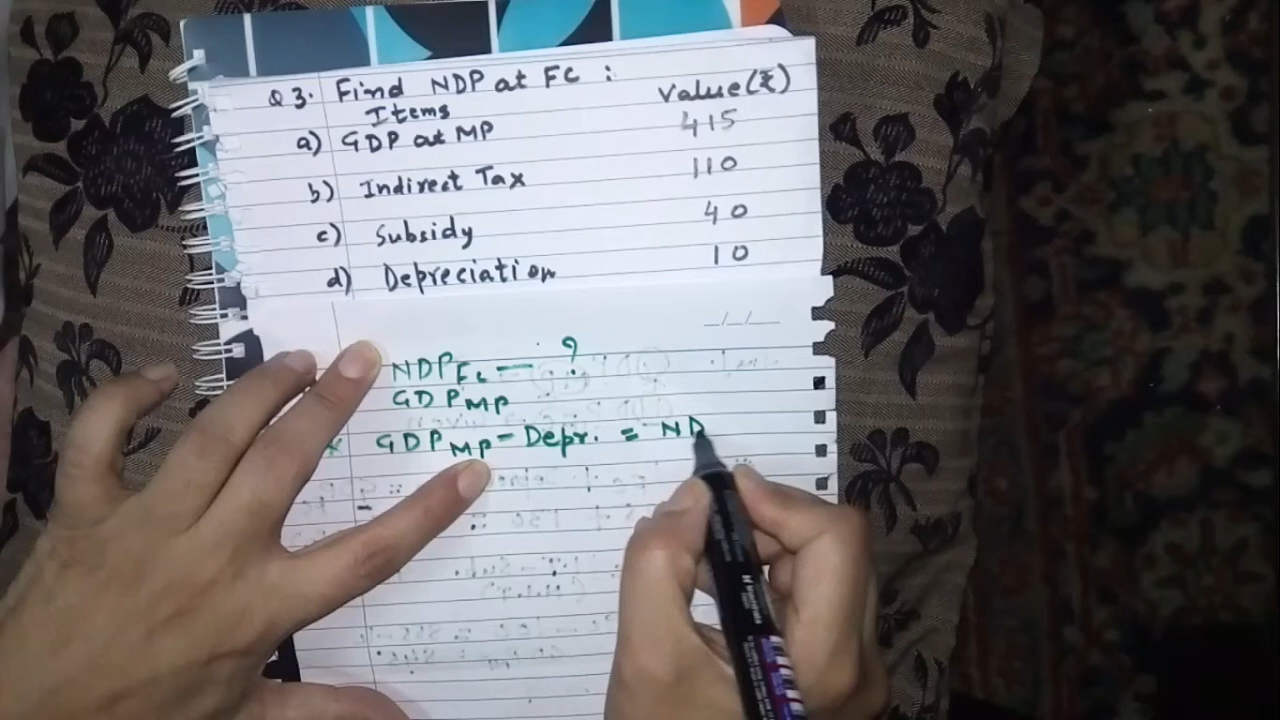 Q3. Find NDP at FC :
Items Value(₹)
a) GDP at MP 415
b) Indirect Tax 110
c) Subsidy 40
d) Depreciation 10
_/_/_
NDPFC — ?
GDPMP
* GDPMP - Depr. = ND